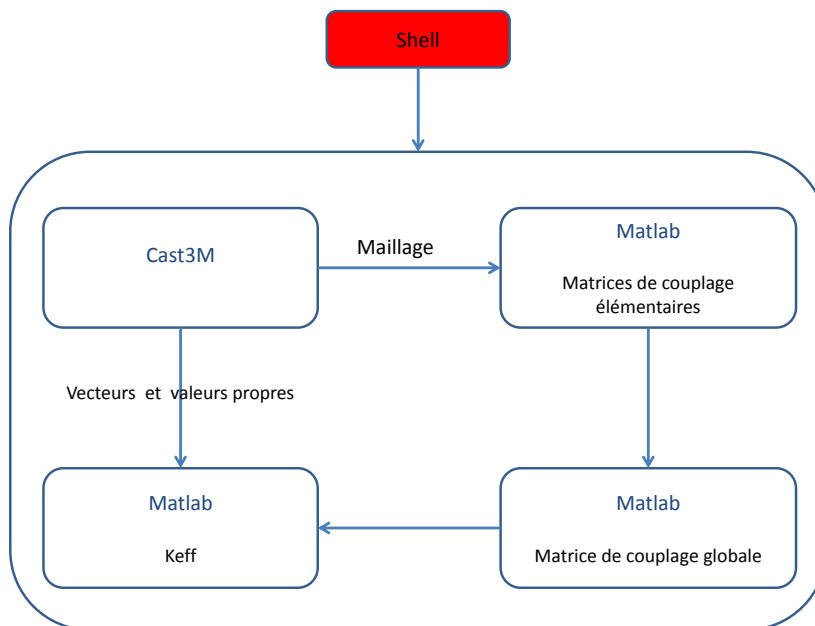 Shell
Cast3M
Maillage
Matlab
Matrices de couplage
élémentaires
Vecteurs et valeurs propres
Matlab
Keff
Matlab
Matrice de couplage globale